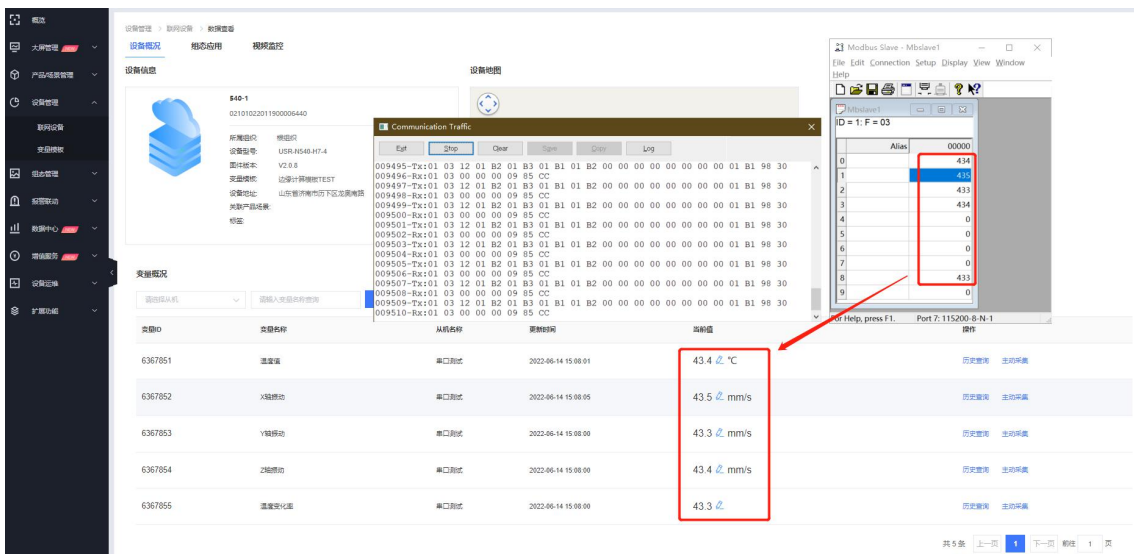 概览
大屏管理
产品/场景管理
设备管理
联网设备
变量模板
组态管理
报警联动
数据中心
增值服务
设备运维
扩展功能
设备管理 > 联网设备 > 数据查看
设备概况 组态应用 视频监控
设备信息
设备地图
S40-1
02101022011900006440
所属组织: 根组织
设备型号: USR-N540-H7-4
固件版本: V2.0.8
变量模板: 边缘计算模板TEST
设备地址: 山东省济南市历下区龙奥南路
关联产品场景:
标签:
Communication Traffic
Exit Stop Clear Save Copy Log
009495-Tx:01 03 12 01 B2 01 B3 01 B1 01 B2 00 00 00 00 00 00 00 00 01 B1 98 30
009496-Rx:01 03 00 00 00 09 85 CC
009497-Tx:01 03 12 01 B2 01 B3 01 B1 01 B2 00 00 00 00 00 00 00 00 01 B1 98 30
009498-Rx:01 03 00 00 00 09 85 CC
009499-Tx:01 03 12 01 B2 01 B3 01 B1 01 B2 00 00 00 00 00 00 00 00 01 B1 98 30
009500-Rx:01 03 00 00 00 09 85 CC
009501-Tx:01 03 12 01 B2 01 B3 01 B1 01 B2 00 00 00 00 00 00 00 00 01 B1 98 30
009502-Rx:01 03 00 00 00 09 85 CC
009503-Tx:01 03 12 01 B2 01 B3 01 B1 01 B2 00 00 00 00 00 00 00 00 01 B1 98 30
009504-Rx:01 03 00 00 00 09 85 CC
009505-Tx:01 03 12 01 B2 01 B3 01 B1 01 B2 00 00 00 00 00 00 00 00 01 B1 98 30
009506-Rx:01 03 00 00 00 09 85 CC
009507-Tx:01 03 12 01 B2 01 B3 01 B1 01 B2 00 00 00 00 00 00 00 00 01 B1 98 30
009508-Rx:01 03 00 00 00 09 85 CC
009509-Tx:01 03 12 01 B2 01 B3 01 B1 01 B2 00 00 00 00 00 00 00 00 01 B1 98 30
009510-Rx:01 03 00 00 00 09 85 CC
Modbus Slave - Mbslave1
File Edit Connection Setup Display View Window
Help
Mbslave1
ID = 1: F = 03
Alias 00000
0 434
1 435
2 433
3 434
4 0
5 0
6 0
7 0
8 433
9 0
For Help, press F1. Port 7: 115200-8-N-1
变量概况
请选择从机 请输入变量名称查询
变量ID 变量名称 从机名称 更新时间 当前值 操作
6367851 温度值 串口测试 2022-06-14 15:08:01 43.4 ℃ 历史查询 主动采集
6367852 X轴振动 串口测试 2022-06-14 15:08:05 43.5 mm/s 历史查询 主动采集
6367853 Y轴振动 串口测试 2022-06-14 15:08:00 43.3 mm/s 历史查询 主动采集
6367854 Z轴振动 串口测试 2022-06-14 15:08:00 43.4 mm/s 历史查询 主动采集
6367855 温度变化率 串口测试 2022-06-14 15:08:00 43.3 历史查询 主动采集
共 5 条 上一页 1 下一页 前往 1 页